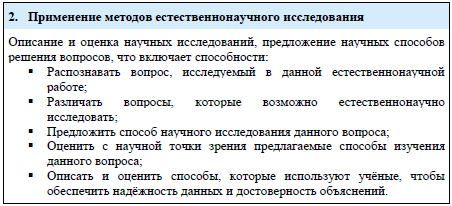 2. Применение методов естественнонаучного исследования
Описание и оценка научных исследований, предложение научных способов
решения вопросов, что включает способности:
▪ Распознавать вопрос, исследуемый в данной естественнонаучной
работе;
▪ Различать вопросы, которые возможно естественнонаучно
исследовать;
▪ Предложить способ научного исследования данного вопроса;
▪ Оценить с научной точки зрения предлагаемые способы изучения
данного вопроса;
▪ Описать и оценить способы, которые используют учёные, чтобы
обеспечить надёжность данных и достоверность объяснений.